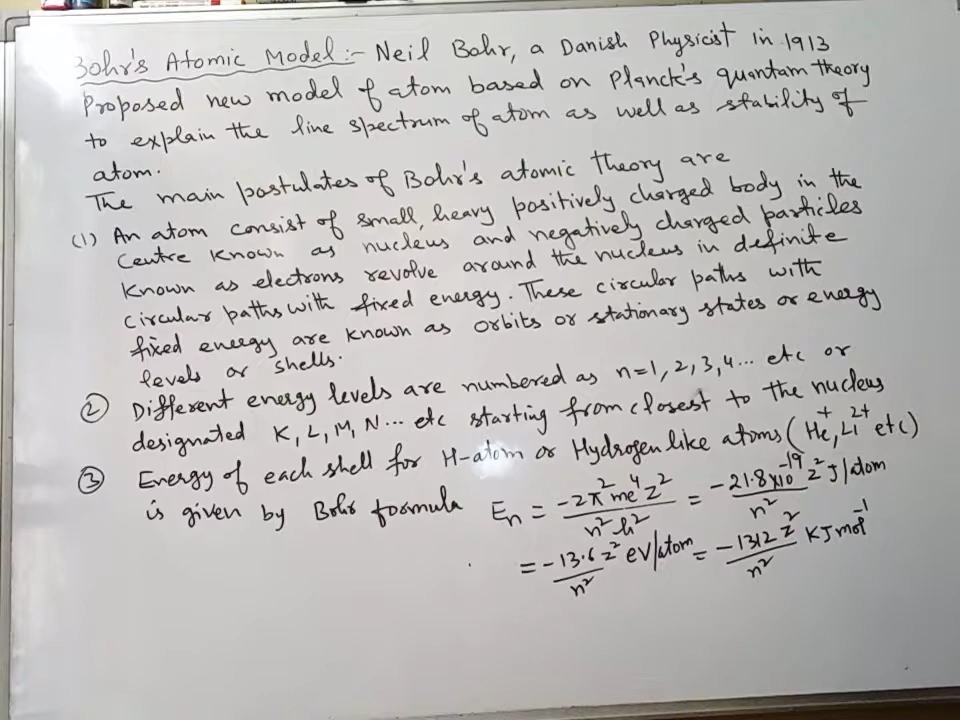 Bohr's Atomic Model:- Neil Bohr, a Danish Physicist in 1913
Proposed new model of atom based on Planck's quantam theory
to explain the line spectrum of atom as well as stability of
atom.
The main postulates of Bohr's atomic theory are
(1) An atom consist of small, heavy positively charged body in the
Centre known as nucleus and negatively charged particles
known as electrons revolve around the nucleus in definite
circular paths with fixed energy. These circular paths with
fixed energy are known as orbits or stationary states or energy
levels or shells.
② Different energy levels are numbered as n=1,2,3,4... etc or
designated K, L, M, N... etc starting from closest to the nucleus
③ Energy of each shell for H-atom or Hydrogen like atoms (He⁺, Li²⁺ etc)
is given by Bohr formula Eₙ = -2π²me⁴Z²/n²h² = -21.8×10⁻¹⁹ Z²/n² J/atom
= -13.6 Z²/n² eV/atom = -1312 Z²/n² KJ mol⁻¹